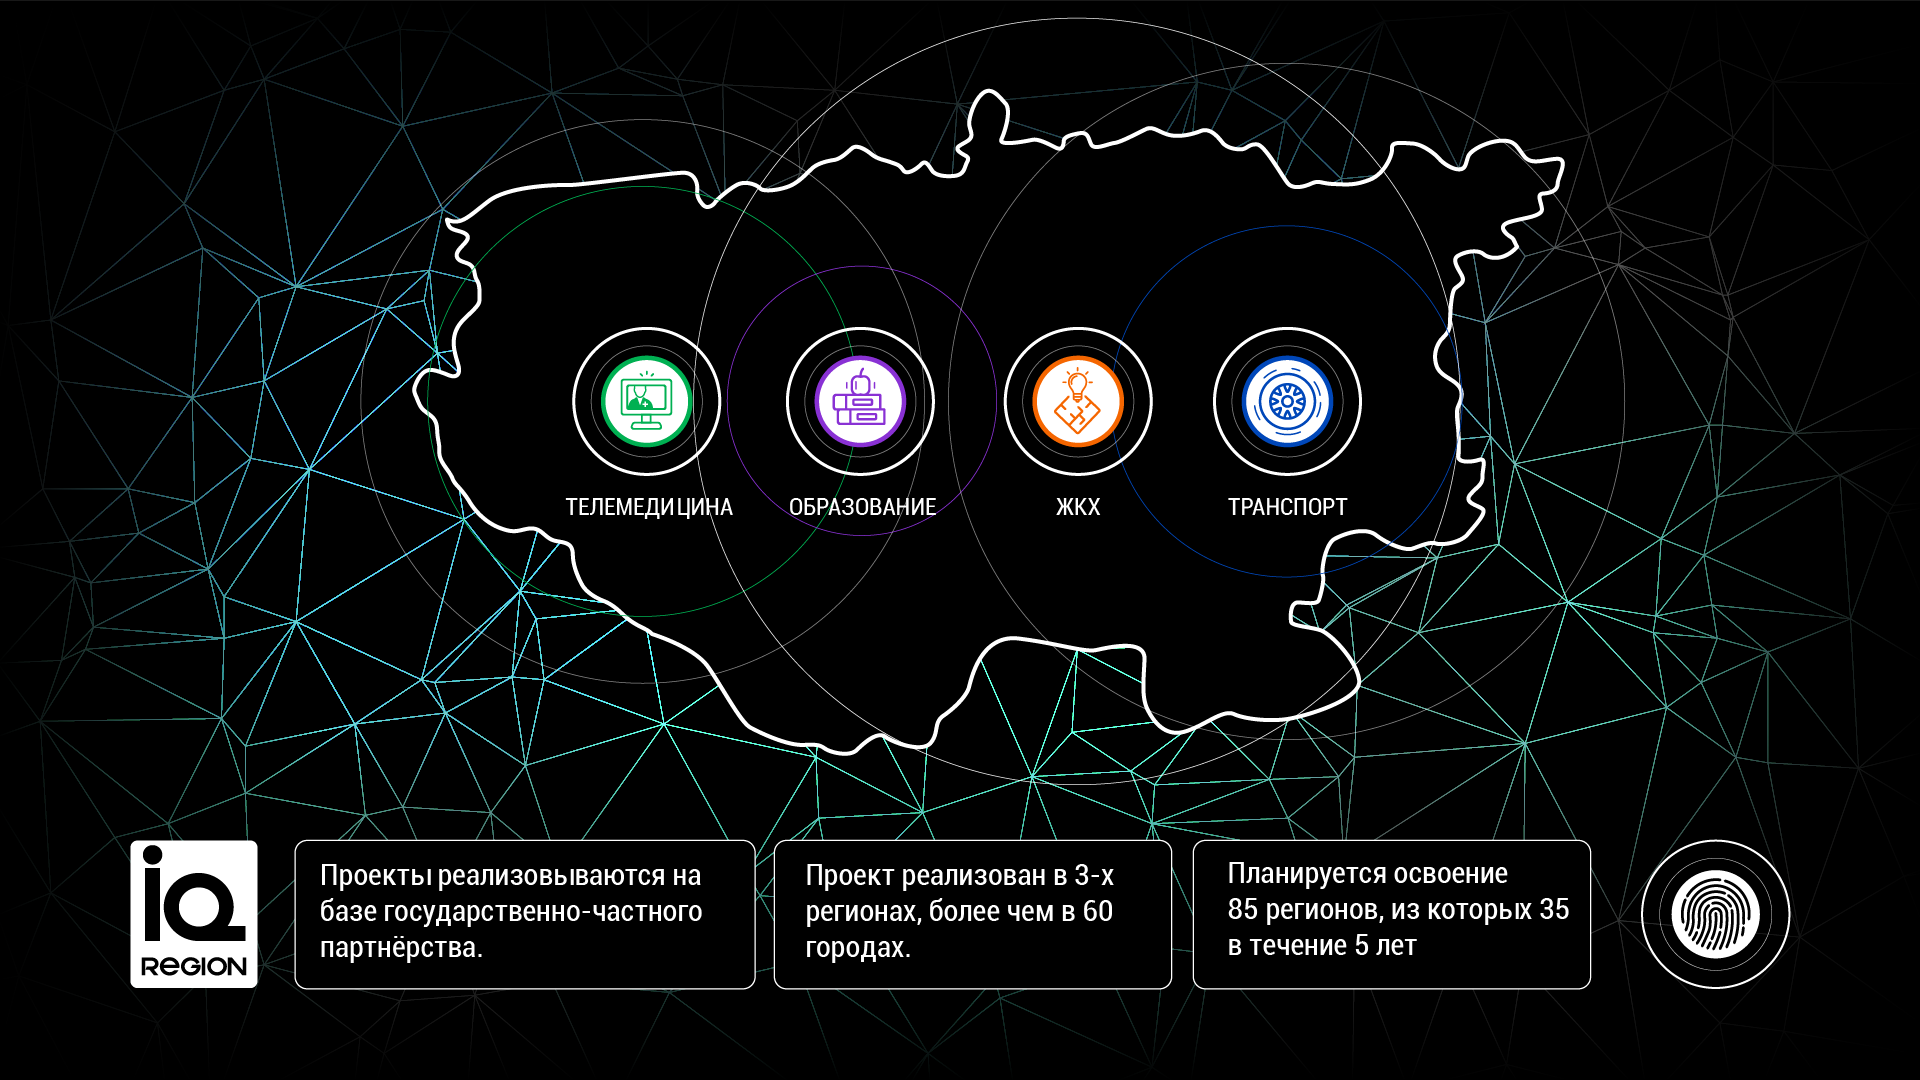 ТЕЛЕМЕДИЦИНА
ОБРАЗОВАНИЕ
ЖКХ
ТРАНСПОРТ
iQ
REGION
Проекты реализовываются на
базе государственно-частного
партнёрства.
Проект реализован в 3-х
регионах, более чем в 60
городах.
Планируется освоение
85 регионов, из которых 35
в течение 5 лет